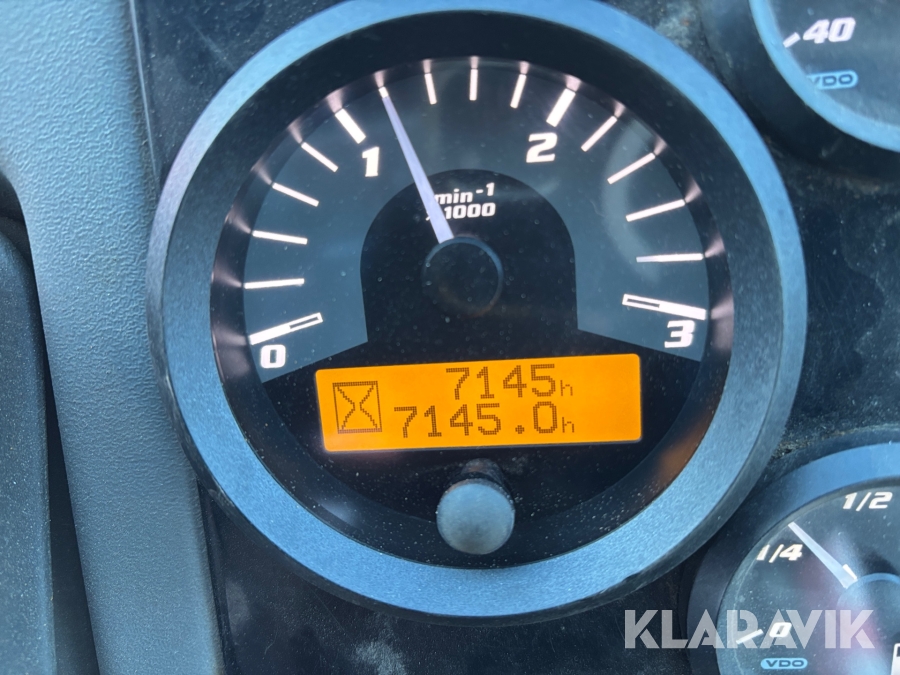 40
VDO
1
2
min-1
x1000
0
3
7145h
7145.0h
1/2
1/4
0
VDO
KLARAVIK